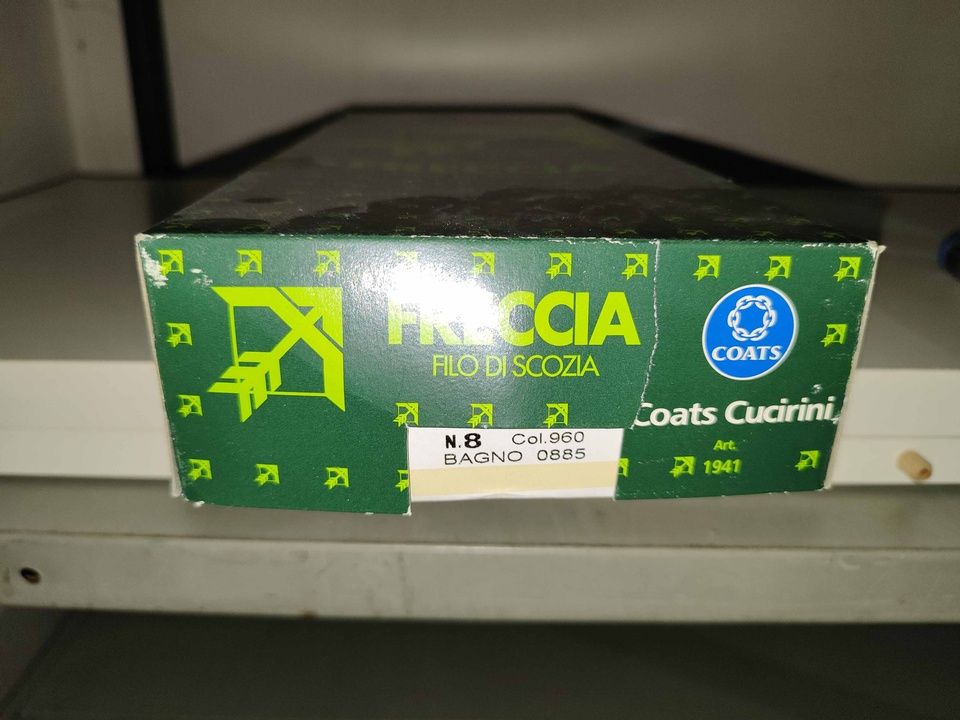 FRECCIA
FILO DI SCOZIA
COATS
Coats Cucirini
Art.
1941
N.8 Col.960
BAGNO 0885